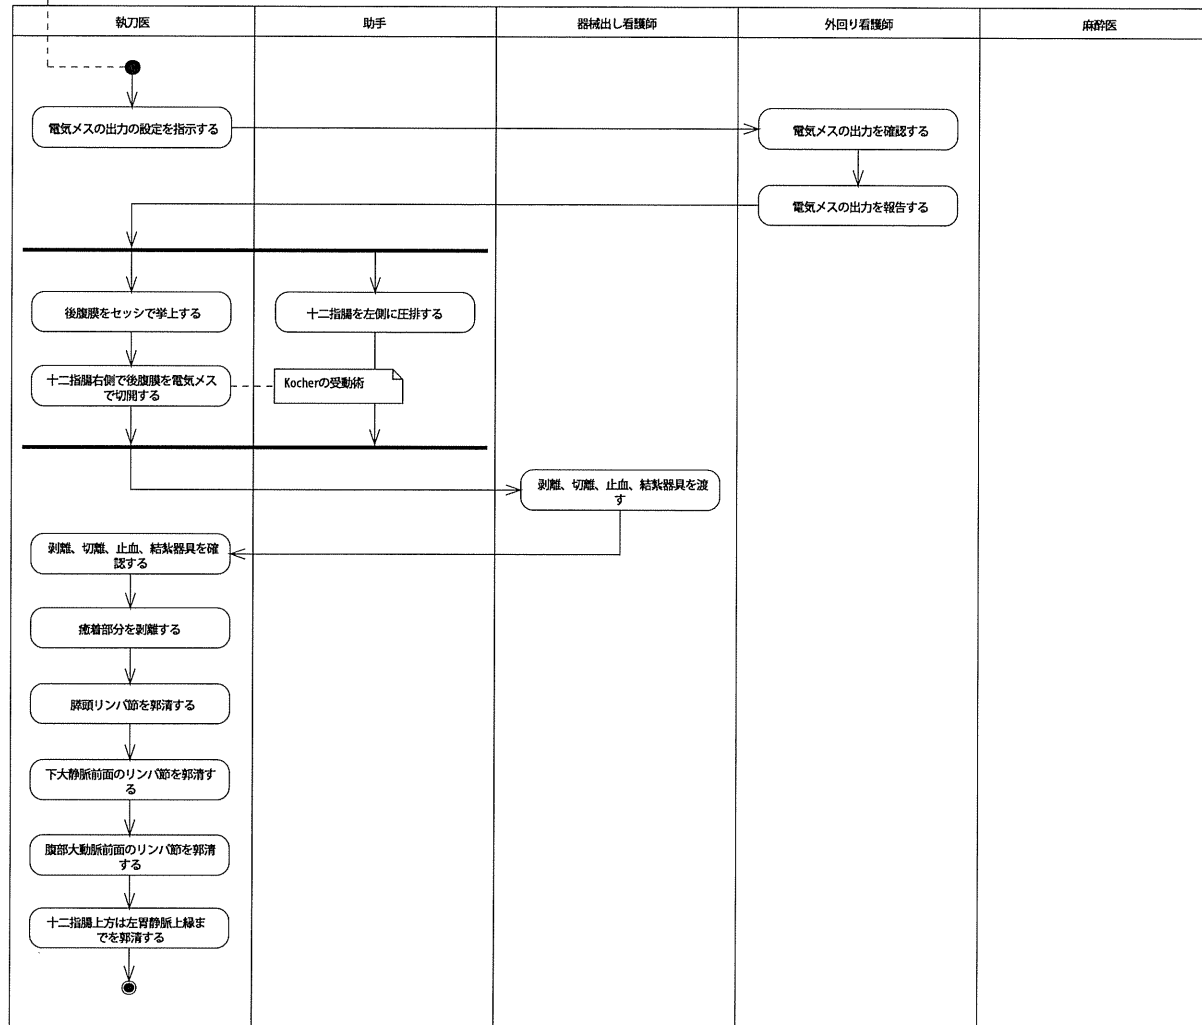 執刀医
助手
器械出し看護師
外回り看護師
麻酔医
電気メスの出力の設定を指示する
電気メスの出力を確認する
電気メスの出力を報告する
後腹膜をセッシで挙上する
十二指腸を左側に圧排する
十二指腸右側で後腹膜を電気メス
で切開する
Kocherの受動術
剥離、切離、止血、結紮器具を渡
す
剥離、切離、止血、結紮器具を確
認する
癒着部分を剥離する
膵頭リンパ節を郭清する
下大静脈前面のリンパ節を郭清す
る
腹部大動脈前面のリンパ節を郭清
する
十二指腸上方は左胃静脈上縁ま
でを郭清する